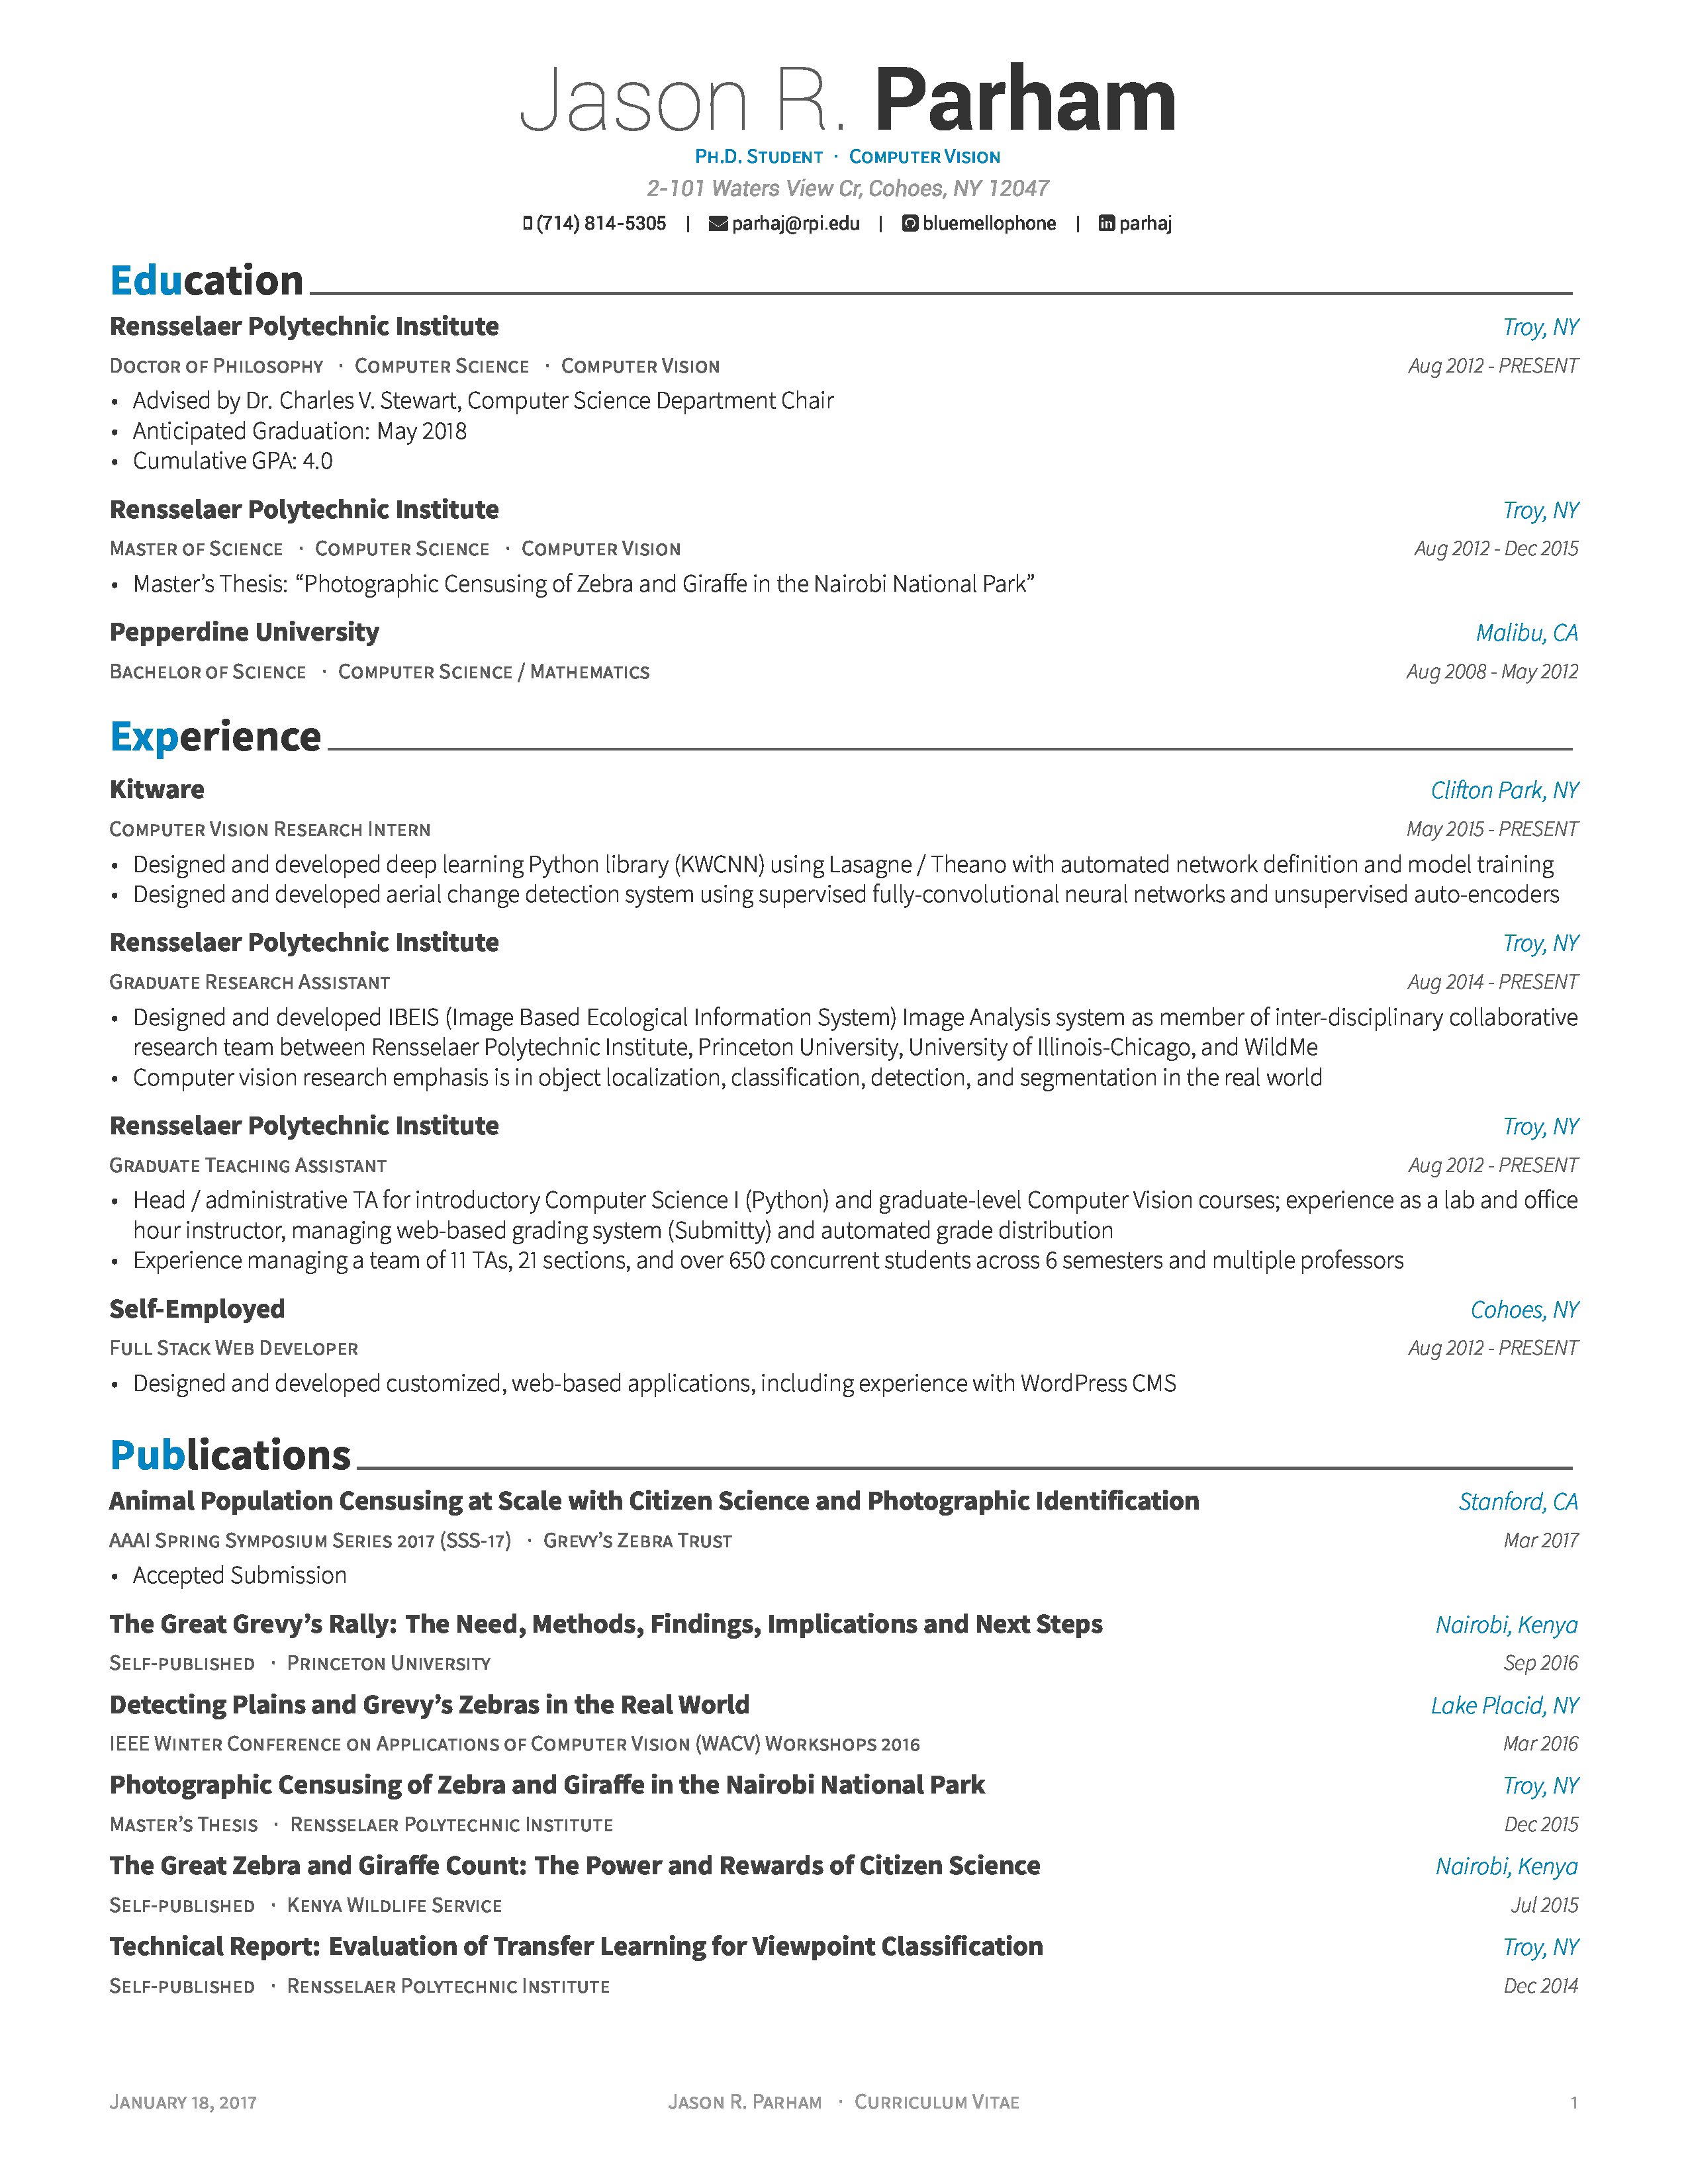 Jason R. Parham
Ph.D. Student · Computer Vision
2-101 Waters View Cr, Cohoes, NY 12047
(714) 814-5305 | parhaj@rpi.edu | bluemellophone | parhaj
Education
Rensselaer Polytechnic Institute Troy, NY
Doctor of Philosophy · Computer Science · Computer Vision Aug 2012 - PRESENT
• Advised by Dr. Charles V. Stewart, Computer Science Department Chair
• Anticipated Graduation: May 2018
• Cumulative GPA: 4.0
Rensselaer Polytechnic Institute Troy, NY
Master of Science · Computer Science · Computer Vision Aug 2012 - Dec 2015
• Master’s Thesis: “Photographic Censusing of Zebra and Giraffe in the Nairobi National Park”
Pepperdine University Malibu, CA
Bachelor of Science · Computer Science / Mathematics Aug 2008 - May 2012
Experience
Kitware Clifton Park, NY
Computer Vision Research Intern May 2015 - PRESENT
• Designed and developed deep learning Python library (KWCNN) using Lasagne / Theano with automated network definition and model training
• Designed and developed aerial change detection system using supervised fully-convolutional neural networks and unsupervised auto-encoders
Rensselaer Polytechnic Institute Troy, NY
Graduate Research Assistant Aug 2014 - PRESENT
• Designed and developed IBEIS (Image Based Ecological Information System) Image Analysis system as member of inter-disciplinary collaborative
research team between Rensselaer Polytechnic Institute, Princeton University, University of Illinois-Chicago, and WildMe
• Computer vision research emphasis is in object localization, classification, detection, and segmentation in the real world
Rensselaer Polytechnic Institute Troy, NY
Graduate Teaching Assistant Aug 2012 - PRESENT
• Head / administrative TA for introductory Computer Science I (Python) and graduate-level Computer Vision courses; experience as a lab and office
hour instructor, managing web-based grading system (Submitty) and automated grade distribution
• Experience managing a team of 11 TAs, 21 sections, and over 650 concurrent students across 6 semesters and multiple professors
Self-Employed Cohoes, NY
Full Stack Web Developer Aug 2012 - PRESENT
• Designed and developed customized, web-based applications, including experience with WordPress CMS
Publications
Animal Population Censusing at Scale with Citizen Science and Photographic Identification Stanford, CA
AAAI Spring Symposium Series 2017 (SSS-17) · Grevy’s Zebra Trust Mar 2017
• Accepted Submission
The Great Grevy’s Rally: The Need, Methods, Findings, Implications and Next Steps Nairobi, Kenya
Self-published · Princeton University Sep 2016
Detecting Plains and Grevy’s Zebras in the Real World Lake Placid, NY
IEEE Winter Conference on Applications of Computer Vision (WACV) Workshops 2016 Mar 2016
Photographic Censusing of Zebra and Giraffe in the Nairobi National Park Troy, NY
Master’s Thesis · Rensselaer Polytechnic Institute Dec 2015
The Great Zebra and Giraffe Count: The Power and Rewards of Citizen Science Nairobi, Kenya
Self-published · Kenya Wildlife Service Jul 2015
Technical Report: Evaluation of Transfer Learning for Viewpoint Classification Troy, NY
Self-published · Rensselaer Polytechnic Institute Dec 2014
January 18, 2017 Jason R. Parham · Curriculum Vitae 1